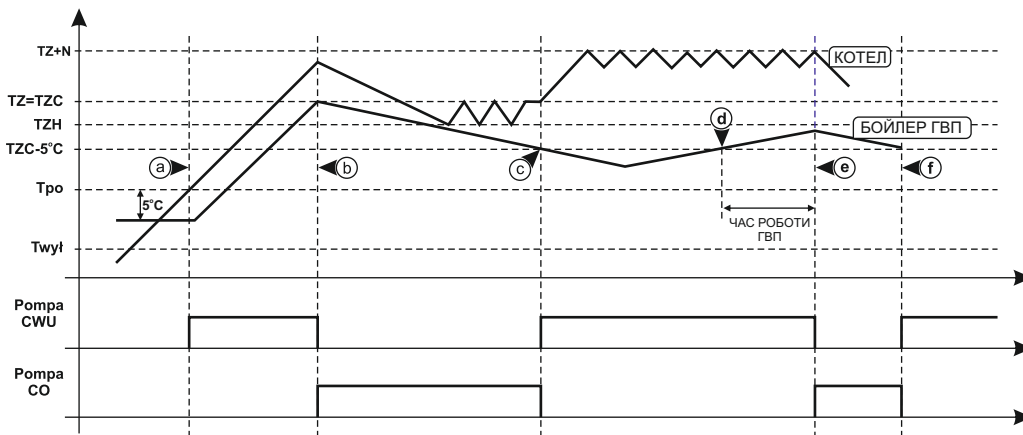 TZ+N
КОТЕЛ
TZ=TZC
TZH
d
БОЙЛЕР ГВП
TZC-5°C
a
b
c
e
f
Tpo
5°C
ЧАС РОБОТИ
ГВП
Twył
Pompa
CWU
Pompa
CO